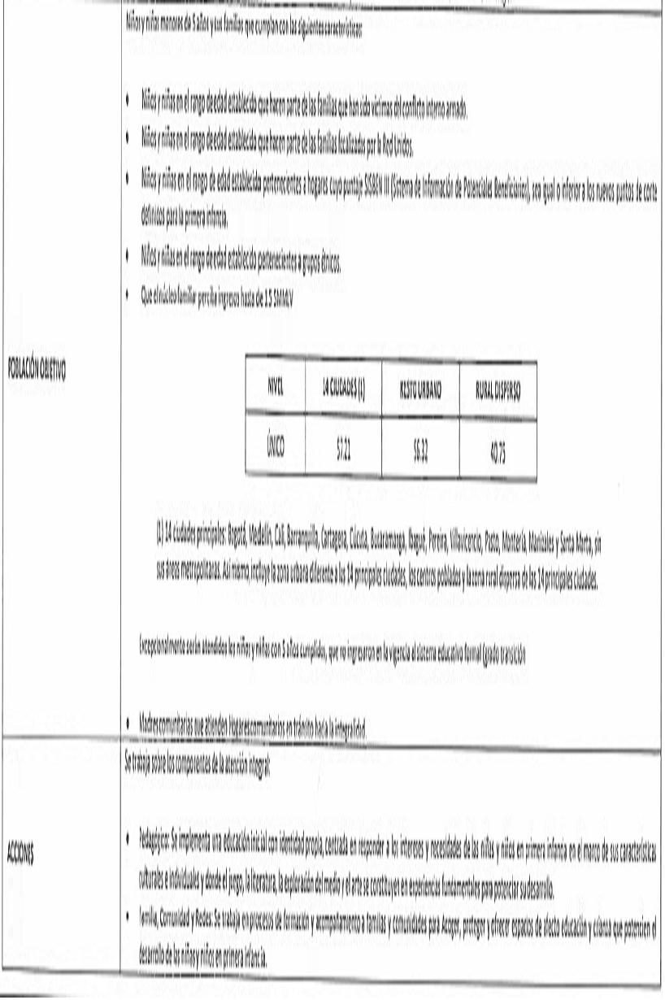 Niños y niñas menores de 5 años y sus familias que cumplan con las siguientes características:
• Niños y niñas en el rango de edad establecido que hacen parte de las familias que han sido víctimas del conflicto interno armado.
• Niños y niñas en el rango de edad establecido que hacen parte de las familias focalizadas por la Red Unidos.
• Niños y niñas en el rango de edad establecido pertenecientes a hogares cuyo puntaje SISBEN III (Sistema de Información de Potenciales Beneficiarios), sea igual o inferior a los nuevos puntos de corte
definidos para la primera infancia.
• Niños y niñas en el rango de edad establecido pertenecientes a grupos étnicos.
• Que el núcleo familiar perciba ingresos hasta de 1.5 SMMLV
POBLACIÓN OBJETIVO
NIVEL 14 CIUDADES (1) RESTO URBANO RURAL DISPERSO
ÚNICO 57.21 56.32 40.75
(1) 14 ciudades principales: Bogotá, Medellín, Cali, Barranquilla, Cartagena, Cúcuta, Bucaramanga, Ibagué, Pereira, Villavicencio, Pasto, Montería, Manizales y Santa Marta, sin
sus áreas metropolitanas. Así mismo, incluye la zona urbana diferente a las 14 principales ciudades, los centros poblados y la zona rural dispersa de las 14 principales ciudades.
Excepcionalmente serán atendidos los niños y niñas con 5 años cumplidos, que no ingresaron en la vigencia al sistema educativo formal (grado transición
• Madres comunitarias que atienden Hogares comunitarios en tránsito hacia la integralidad.
Se trabaja sobre los componentes de la atención integral:
ACCIONES
• Pedagógico: Se implementa una educación inicial con identidad propia, centrada en responder a los intereses y necesidades de las niñas y niños en primera infancia en el marco de sus características
culturales e individuales y donde el juego, la literatura, la exploración del medio y el arte se constituyen en experiencias fundamentales para potenciar su desarrollo.
• Familia, Comunidad y Redes: Se trabaja en procesos de formación y acompañamiento a familias y comunidades para Acoger, proteger y ofrecer espacios de afecto educación y crianza que potencien el
desarrollo de las niñas y niños en primera infancia.